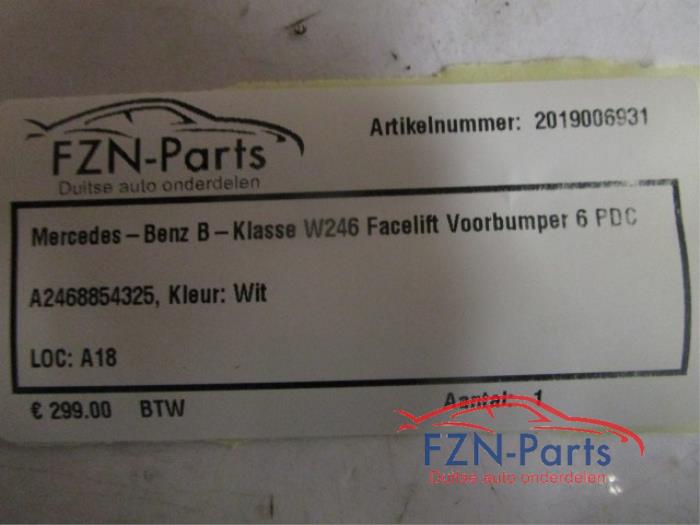 FZN-Parts
Duitse auto onderdelen
Artikelnummer: 2019006931
Mercedes-Benz B-Klasse W246 Facelift Voorbumper 6 PDC
A2468854325, Kleur: Wit
LOC: A18
€ 299.00 BTW
Aantal: 1
FZN-Parts
Duitse auto onderdelen